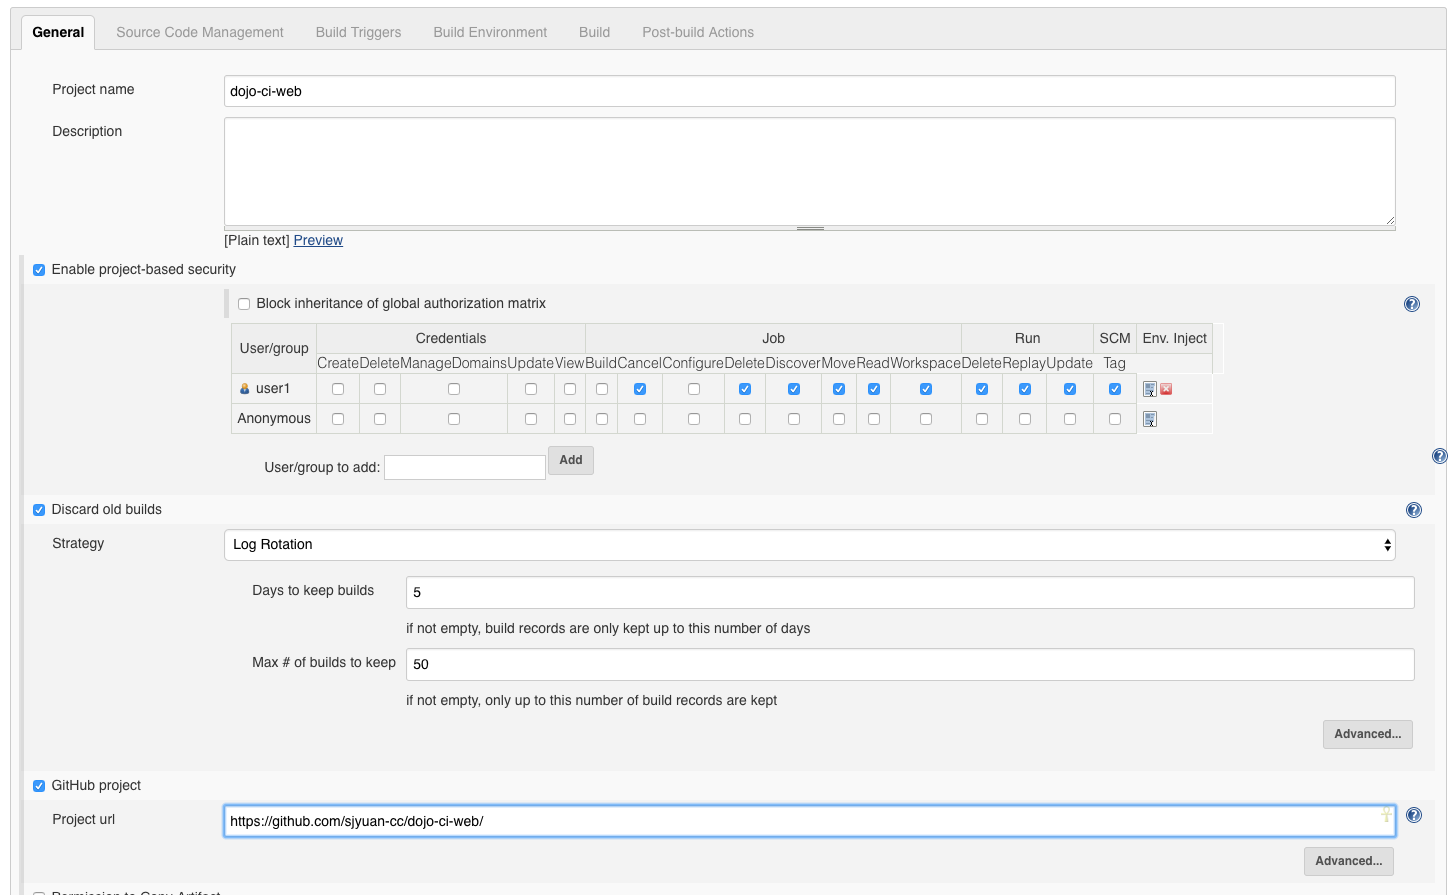 General Source Code Management Build Triggers Build Environment Build Post-build Actions
Project name dojo-ci-web
Description
[Plain text] Preview
Enable project-based security
Block inheritance of global authorization matrix
User/group Credentials Job Run SCM Env. Inject
Create Delete ManageDomains Update View Build Cancel Configure Delete Discover Move Read Workspace Delete Replay Update Tag
user1
Anonymous
User/group to add: Add
Discard old builds
Strategy Log Rotation
Days to keep builds 5
if not empty, build records are only kept up to this number of days
Max # of builds to keep 50
if not empty, only up to this number of build records are kept
Advanced...
GitHub project
Project url https://github.com/sjyuan-cc/dojo-ci-web/
Advanced...
Permission to Copy Artifact